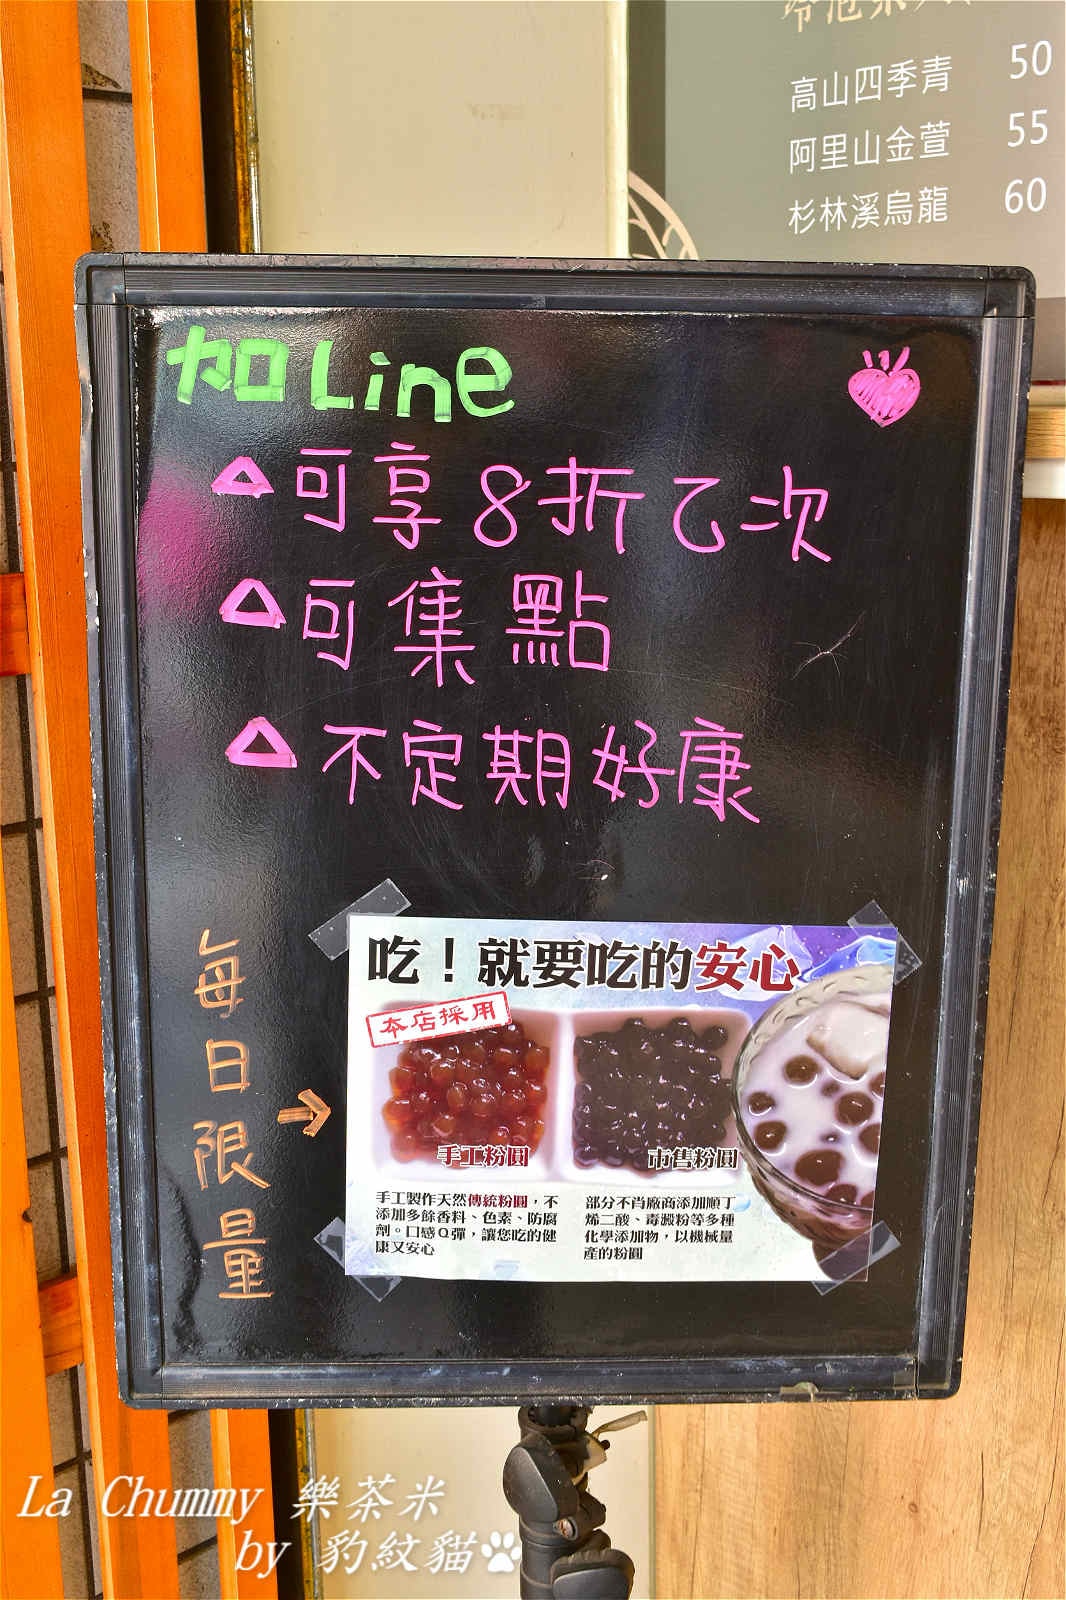 高山四季青 50
阿里山金萱 55
杉林溪烏龍 60
加Line
可享8折乙次
可集點
不定期好康
每日限量
吃！就要吃的安心
本店採用
手工粉圓
市售粉圓
手工製作天然傳統粉圓，不
添加多餘香料、色素、防腐
劑。口感Q彈，讓您吃的健
康又安心
部分不肖廠商添加順丁
烯二酸、毒澱粉等多種
化學添加物，以機械量
產的粉圓
La Chummy 樂茶米
by 豹紋貓